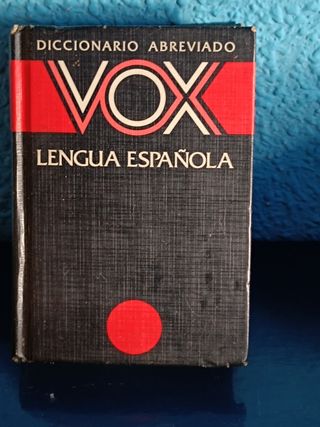 DICCIONARIO ABREVIADO
VOX
LENGUA ESPAÑOLA